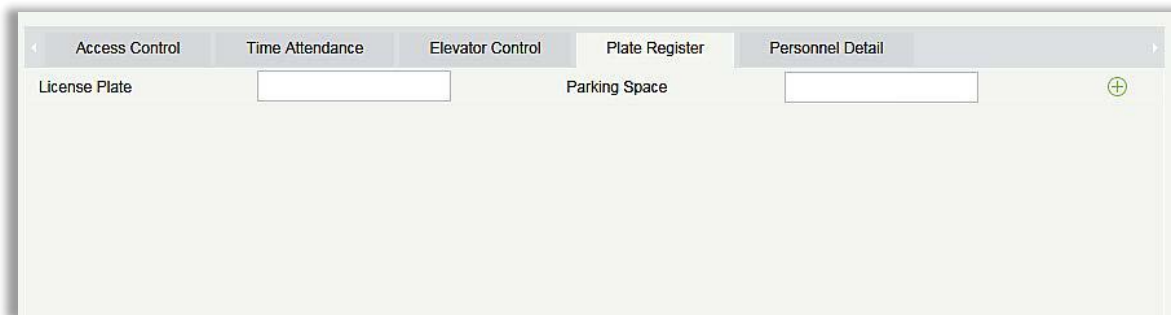 Access Control Time Attendance Elevator Control Plate Register Personnel Detail
License Plate Parking Space